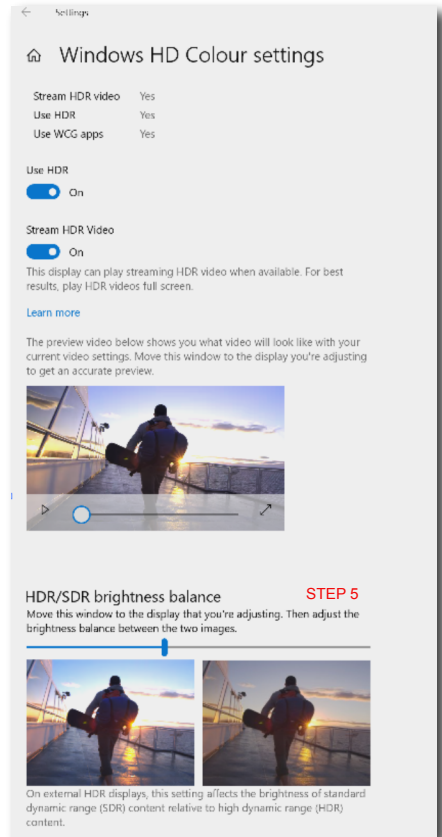 Settings
Windows HD Colour settings
Stream HDR video Yes
Use HDR Yes
Use WCG apps Yes
Use HDR
On
Stream HDR Video
On
This display can play streaming HDR video when available. For best
results, play HDR videos full screen.
Learn more
The preview video below shows you what video will look like with your
current video settings. Move this window to the display you're adjusting
to get an accurate preview.
HDR/SDR brightness balance STEP 5
Move this window to the display that you're adjusting. Then adjust the
brightness balance between the two images.
On external HDR displays, this setting affects the brightness of standard
dynamic range (SDR) content relative to high dynamic range (HDR)
content.